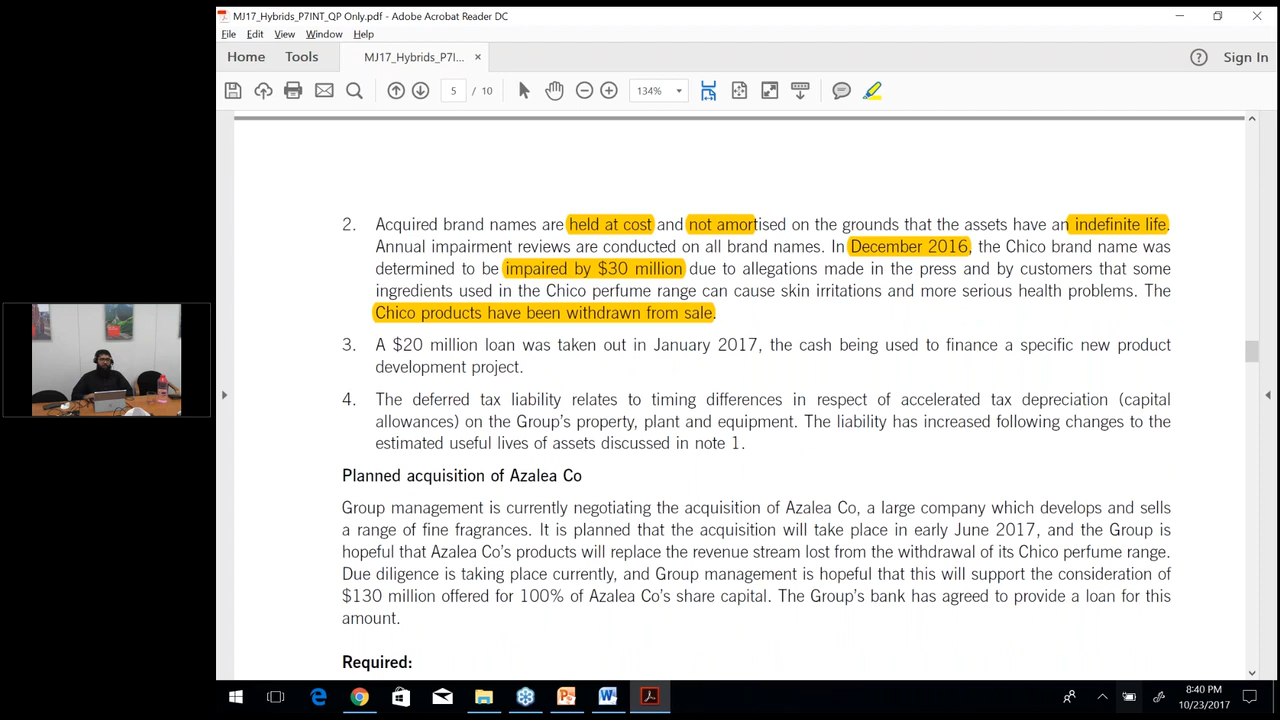 MJ17_Hybrids_P7INT_QP Only.pdf - Adobe Acrobat Reader DC
File Edit View Window Help
Home Tools MJ17_Hybrids_P7I... × Sign In
5 / 10 134%
2. Acquired brand names are held at cost and not amortised on the grounds that the assets have an indefinite life.
Annual impairment reviews are conducted on all brand names. In December 2016, the Chico brand name was
determined to be impaired by $30 million due to allegations made in the press and by customers that some
ingredients used in the Chico perfume range can cause skin irritations and more serious health problems. The
Chico products have been withdrawn from sale.
3. A $20 million loan was taken out in January 2017, the cash being used to finance a specific new product
development project.
4. The deferred tax liability relates to timing differences in respect of accelerated tax depreciation (capital
allowances) on the Group's property, plant and equipment. The liability has increased following changes to the
estimated useful lives of assets discussed in note 1.
Planned acquisition of Azalea Co
Group management is currently negotiating the acquisition of Azalea Co, a large company which develops and sells
a range of fine fragrances. It is planned that the acquisition will take place in early June 2017, and the Group is
hopeful that Azalea Co's products will replace the revenue stream lost from the withdrawal of its Chico perfume range.
Due diligence is taking place currently, and Group management is hopeful that this will support the consideration of
$130 million offered for 100% of Azalea Co's share capital. The Group's bank has agreed to provide a loan for this
amount.
Required:
8:40 PM
10/23/2017